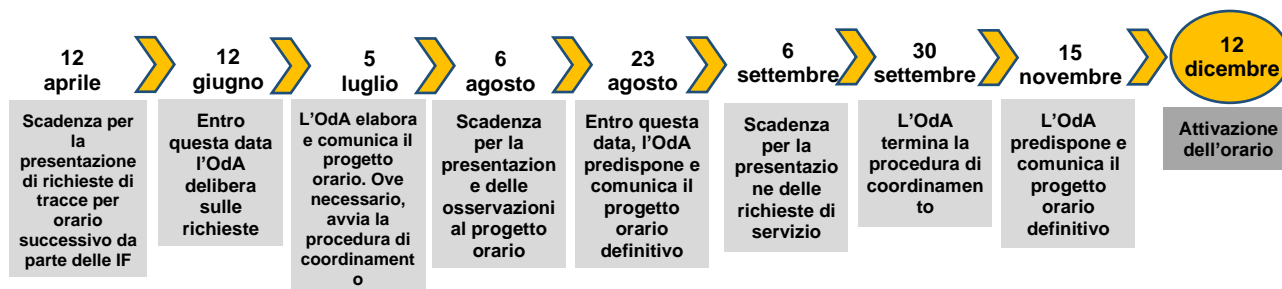 12
aprile
Scadenza per
la
presentazione
di richieste di
tracce per
orario
successivo da
parte delle IF
12
giugno
Entro
questa data
l'OdA
delibera
sulle
richieste
5
luglio
L'OdA elabora
e comunica il
progetto
orario. Ove
necessario,
avvia la
procedura di
coordinament
o
6
agosto
Scadenza
per la
presentazion
e delle
osservazioni
al progetto
orario
23
agosto
Entro questa
data, l'OdA
predispone e
comunica il
progetto
orario
definitivo
6
settembre
Scadenza
per la
presentazio
ne delle
richieste di
servizio
30
settembre
L'OdA
termina la
procedura di
coordinamen
to
15
novembre
L'OdA
predispone e
comunica il
progetto
orario
definitivo
12
dicembre
Attivazione
dell'orario